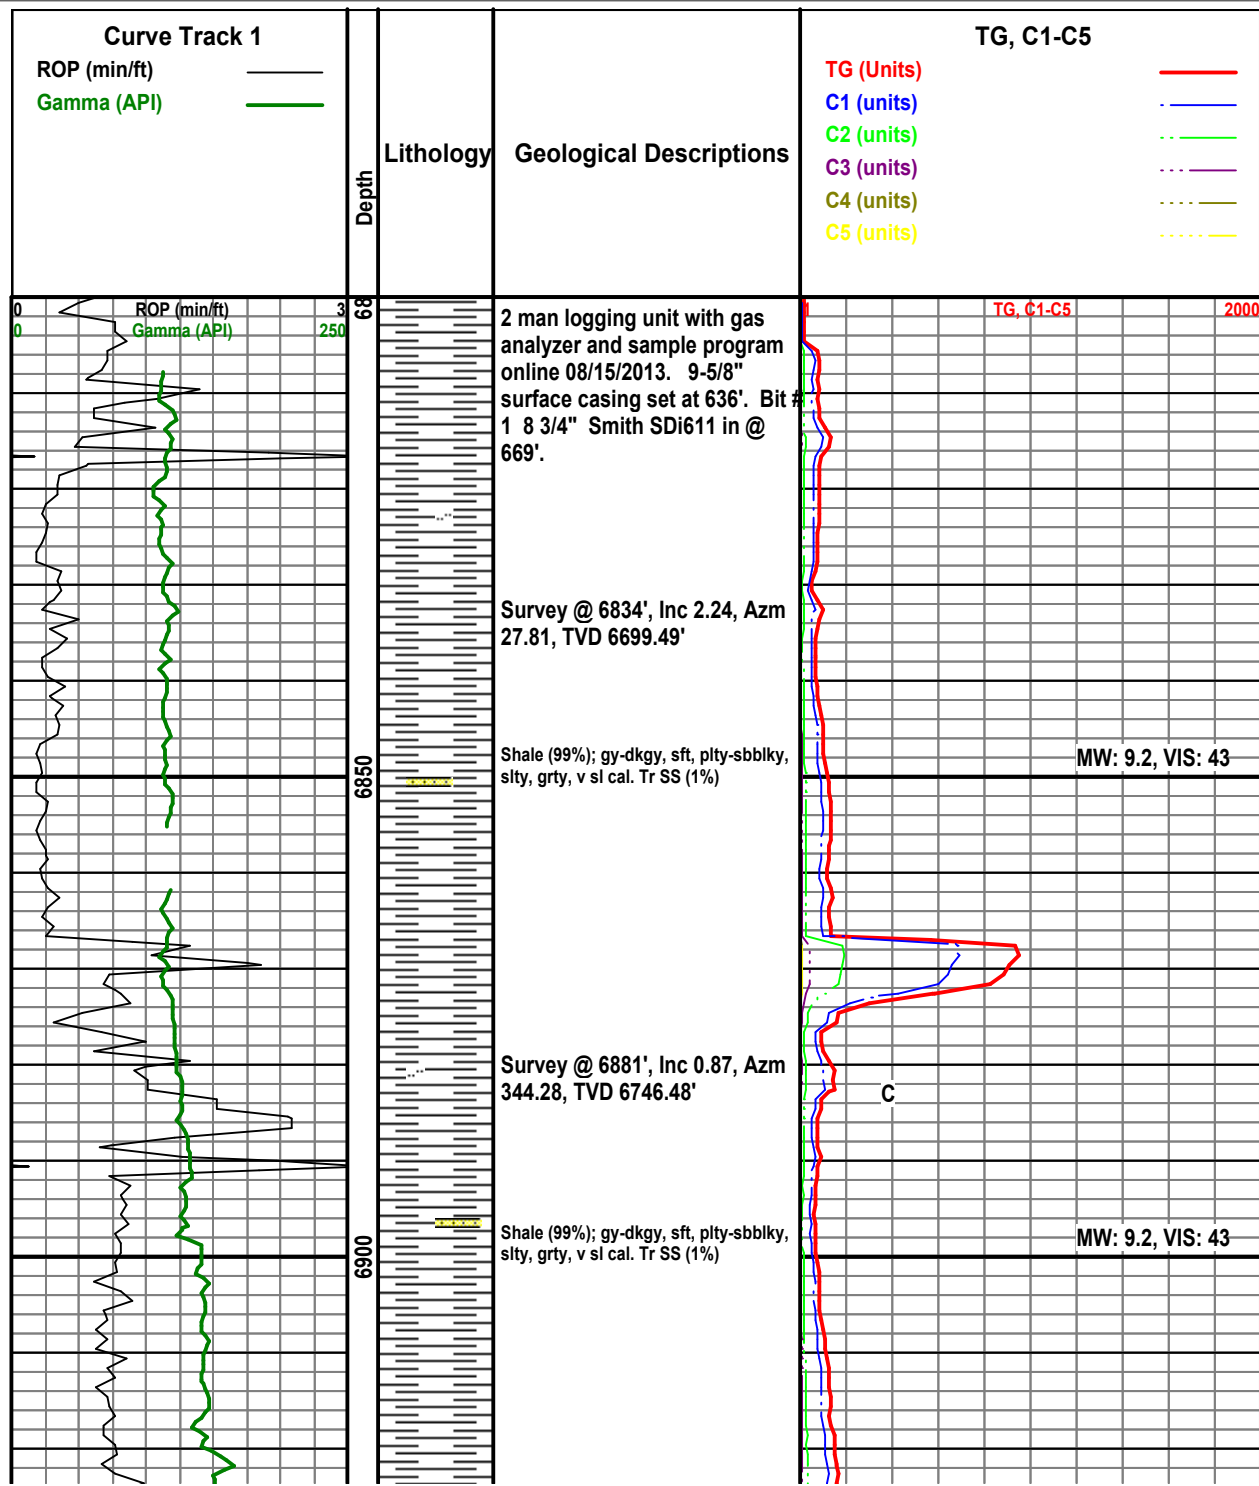 Curve Track 1
ROP (min/ft)
Gamma (API)
Depth
Lithology
Geological Descriptions
TG, C1-C5
TG (Units)
C1 (units)
C2 (units)
C3 (units)
C4 (units)
C5 (units)
0 ROP (min/ft) 3
0 Gamma (API) 250
68
2 man logging unit with gas
analyzer and sample program
online 08/15/2013. 9-5/8"
surface casing set at 636'. Bit #
1 8 3/4" Smith SDi611 in @
669'.
1 TG, C1-C5 2000
Survey @ 6834', Inc 2.24, Azm
27.81, TVD 6699.49'
6850
Shale (99%); gy-dkgy, sft, plty-sbblky,
slty, grty, v sl cal. Tr SS (1%)
MW: 9.2, VIS: 43
Survey @ 6881', Inc 0.87, Azm
344.28, TVD 6746.48'
C
6900
Shale (99%); gy-dkgy, sft, plty-sbblky,
slty, grty, v sl cal. Tr SS (1%)
MW: 9.2, VIS: 43